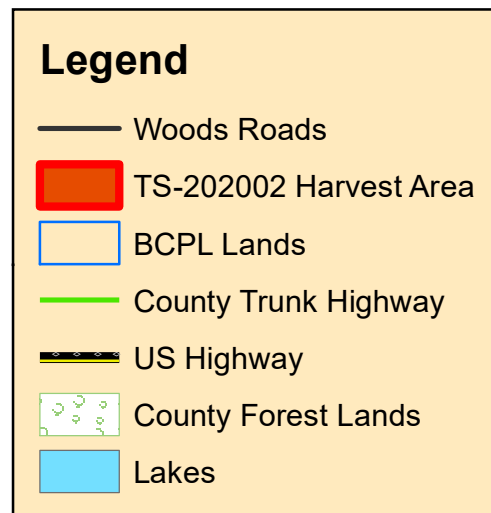 Legend
Woods Roads
TS-202002 Harvest Area
BCPL Lands
County Trunk Highway
US Highway
County Forest Lands
Lakes